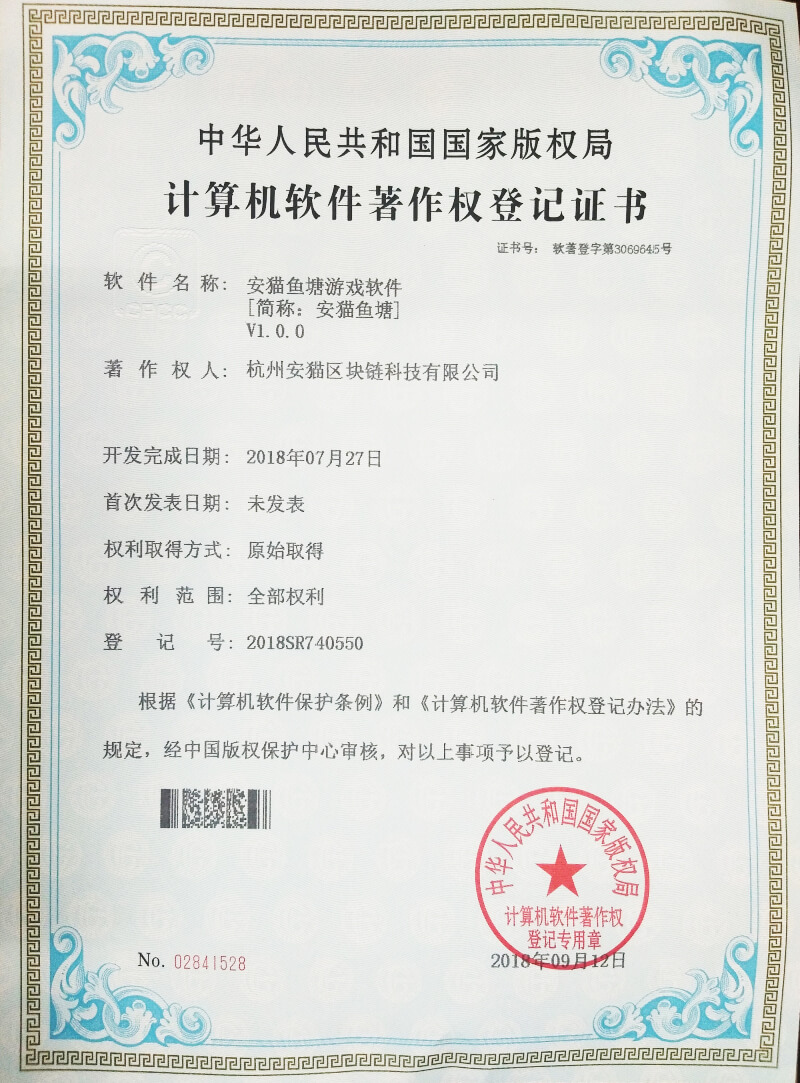 中华人民共和国国家版权局
计算机软件著作权登记证书
证书号: 软著登字第3069645号
软件名称: 安猫鱼塘游戏软件
[简称: 安猫鱼塘]
V1.0.0
著作权人: 杭州安猫区块链科技有限公司
开发完成日期: 2018年07月27日
首次发表日期: 未发表
权利取得方式: 原始取得
权利范围: 全部权利
登记号: 2018SR740550
根据《计算机软件保护条例》和《计算机软件著作权登记办法》的
规定，经中国版权保护中心审核，对以上事项予以登记。
中华人民共和国国家版权局
计算机软件著作权
登记专用章
No. 02841528
2018年09月12日
CPCC